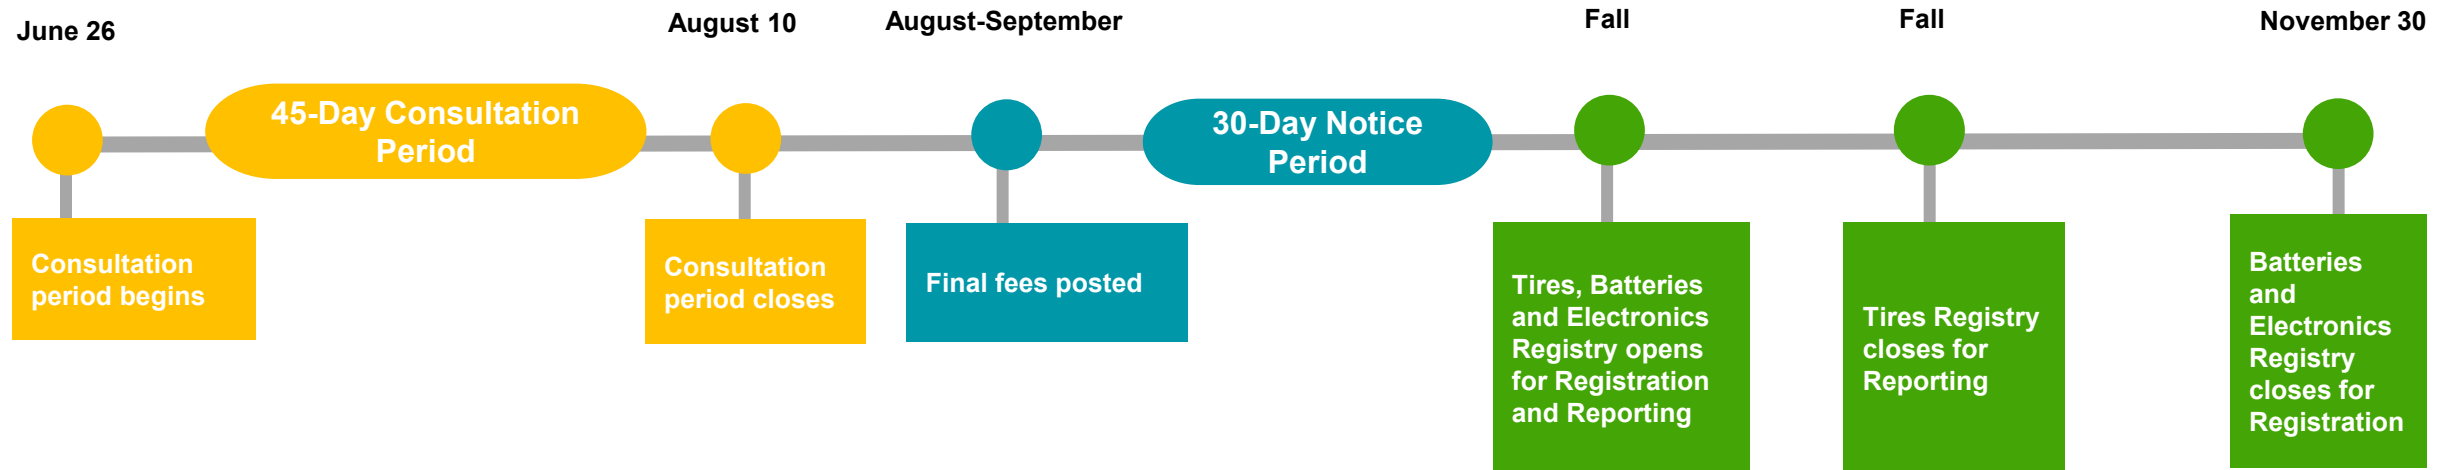 June 26
August 10
August-September
Fall
Fall
November 30
45-Day Consultation
Period
30-Day Notice
Period
Consultation
period begins
Consultation
period closes
Final fees posted
Tires, Batteries
and Electronics
Registry opens
for Registration
and Reporting
Tires Registry
closes for
Reporting
Batteries
and
Electronics
Registry
closes for
Registration